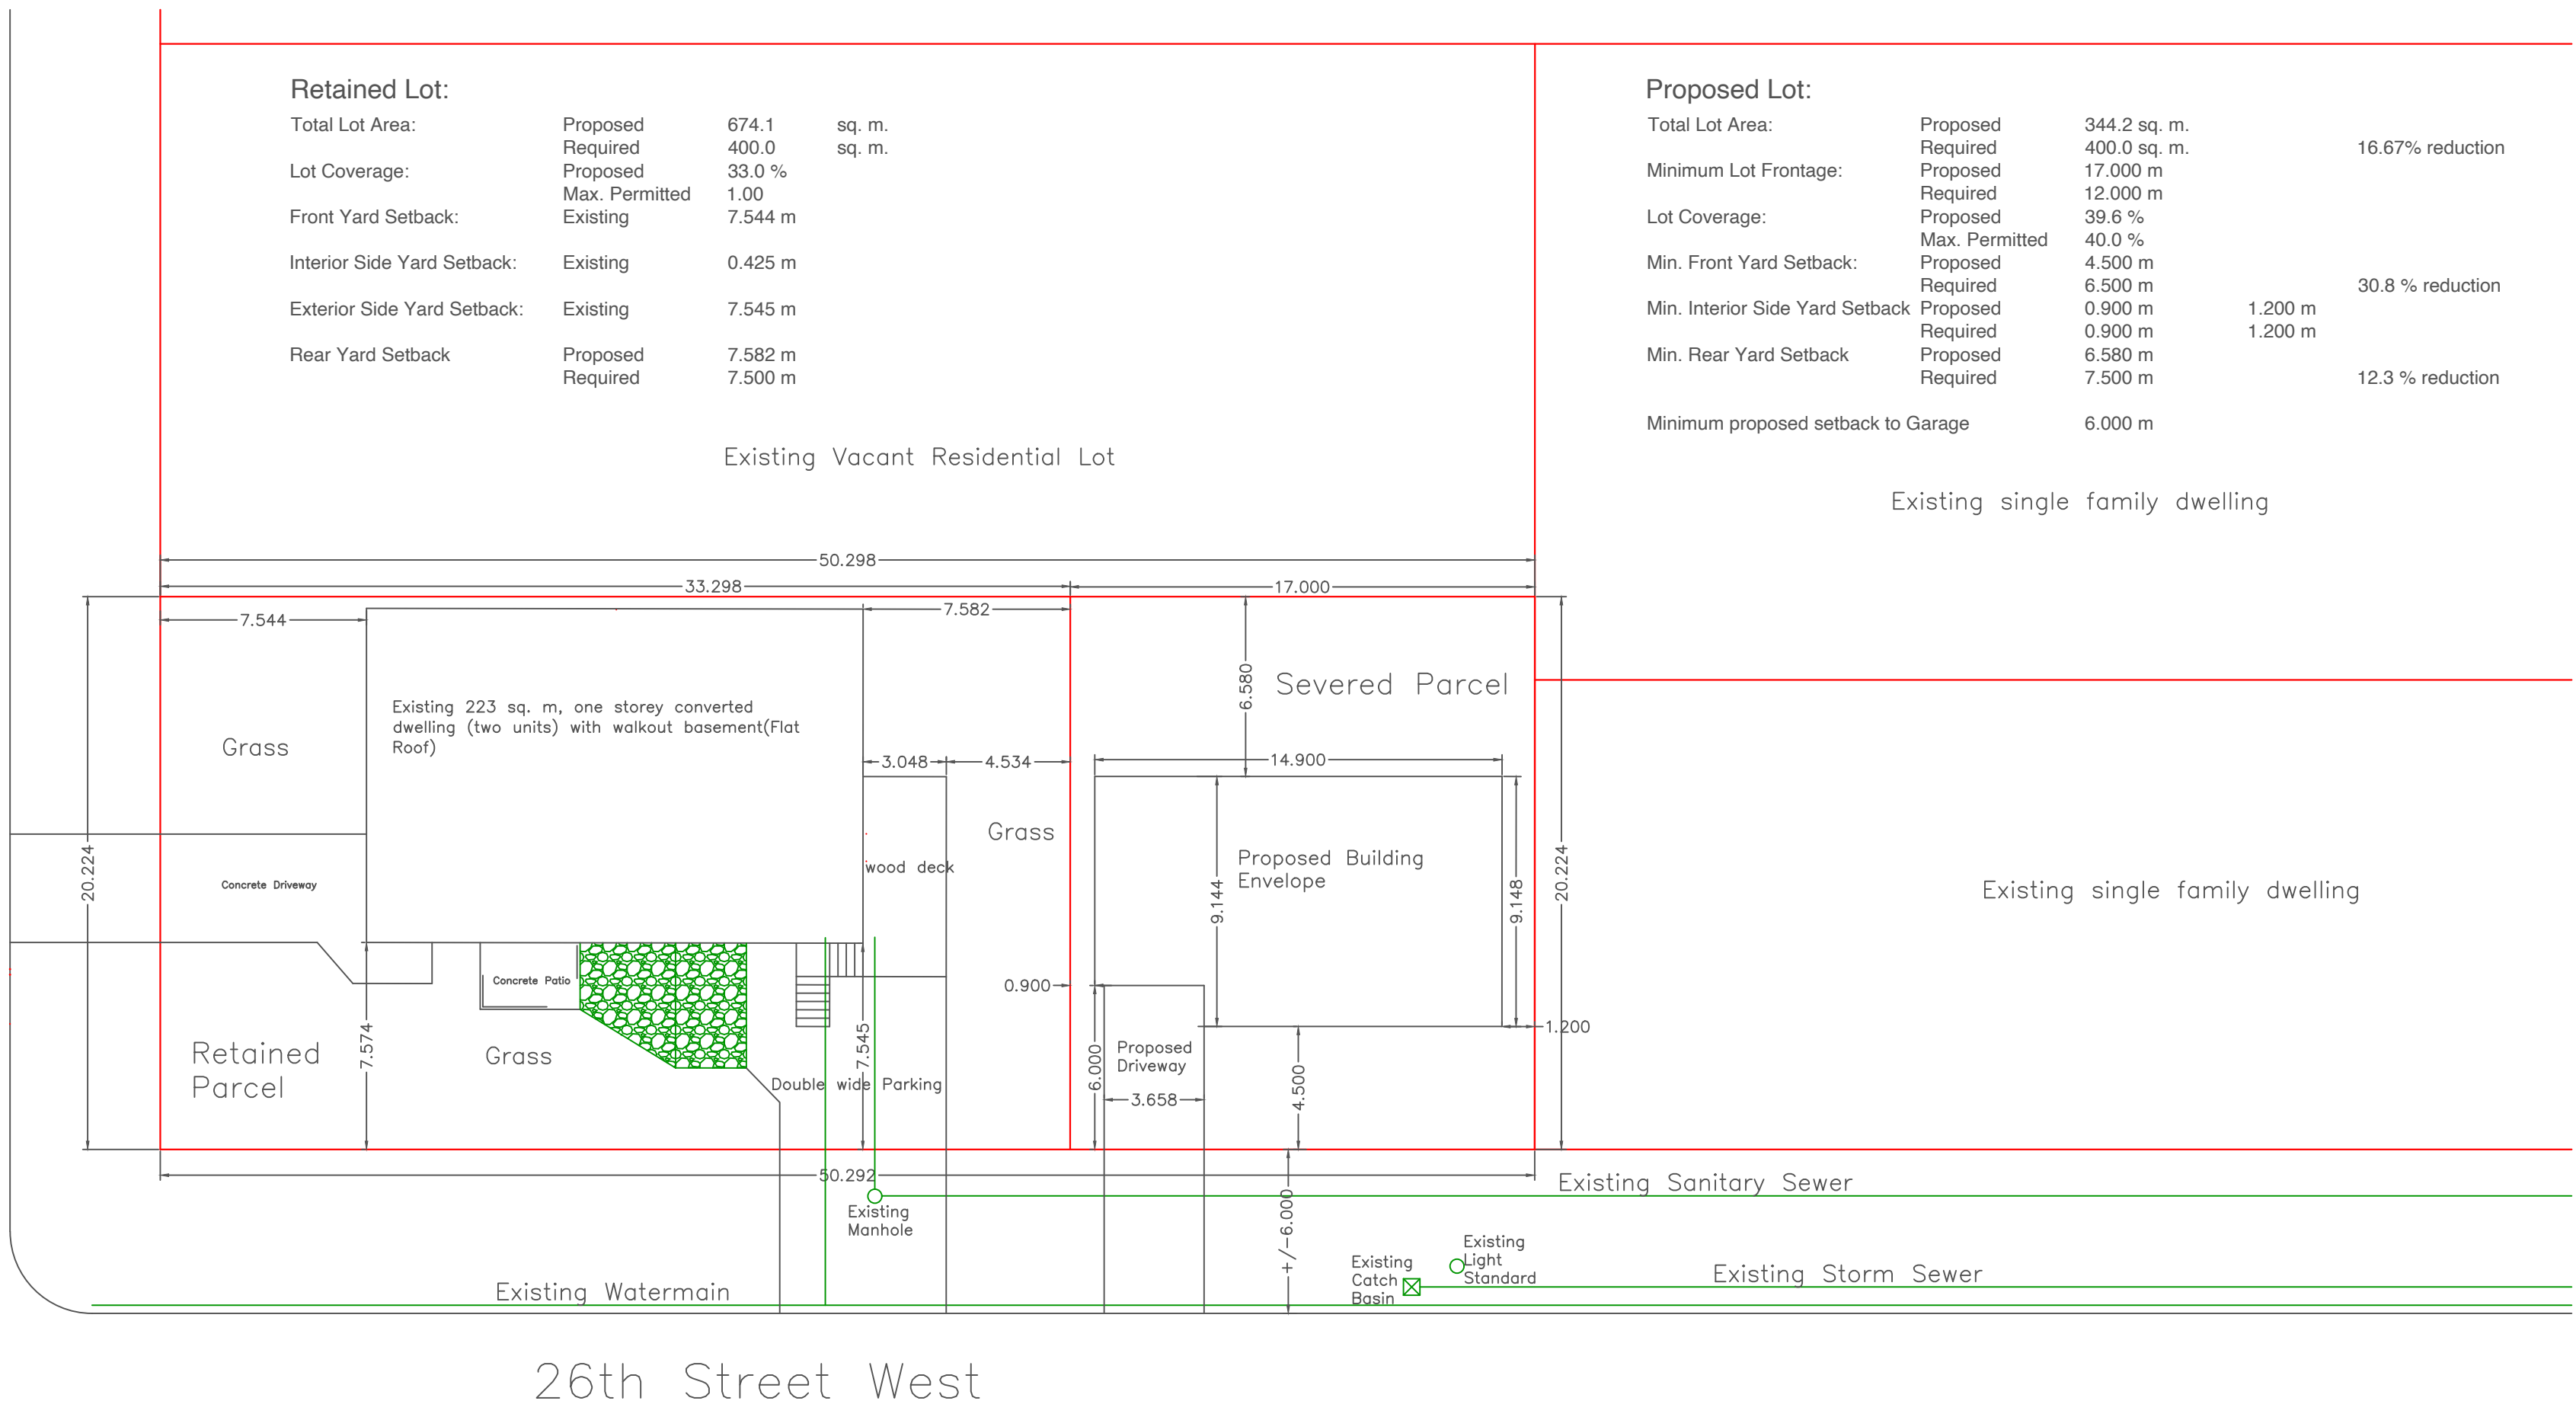 Retained Lot:
Total Lot Area: Proposed 674.1 sq. m.
Required 400.0 sq. m.
Lot Coverage: Proposed 33.0 %
Max. Permitted 1.00
Front Yard Setback: Existing 7.544 m
Interior Side Yard Setback: Existing 0.425 m
Exterior Side Yard Setback: Existing 7.545 m
Rear Yard Setback Proposed 7.582 m
Required 7.500 m
Existing Vacant Residential Lot
Proposed Lot:
Total Lot Area: Proposed 344.2 sq. m.
Required 400.0 sq. m. 16.67% reduction
Minimum Lot Frontage: Proposed 17.000 m
Required 12.000 m
Lot Coverage: Proposed 39.6 %
Max. Permitted 40.0 %
Min. Front Yard Setback: Proposed 4.500 m
Required 6.500 m 30.8 % reduction
Min. Interior Side Yard Setback Proposed 0.900 m 1.200 m
Required 0.900 m 1.200 m
Min. Rear Yard Setback Proposed 6.580 m
Required 7.500 m 12.3 % reduction
Minimum proposed setback to Garage 6.000 m
Existing single family dwelling
50.298
33.298
17.000
7.544
7.582
6.580
Severed Parcel
Existing 223 sq. m, one storey converted
dwelling (two units) with walkout basement(Flat
Roof)
Grass
3.048
4.534
14.900
Grass
20.224
wood deck
Proposed Building
Envelope
9.144
9.148
20.224
Existing single family dwelling
Concrete Driveway
Concrete Patio
0.900
1.200
Retained
Parcel
7.574
Grass
7.545
Double wide Parking
6.000
Proposed
Driveway
3.658
4.500
50.292
Existing Sanitary Sewer
Existing
Manhole
+/-6.000
Existing
Catch
Basin
Existing
Light
Standard
Existing Storm Sewer
Existing Watermain
26th Street West